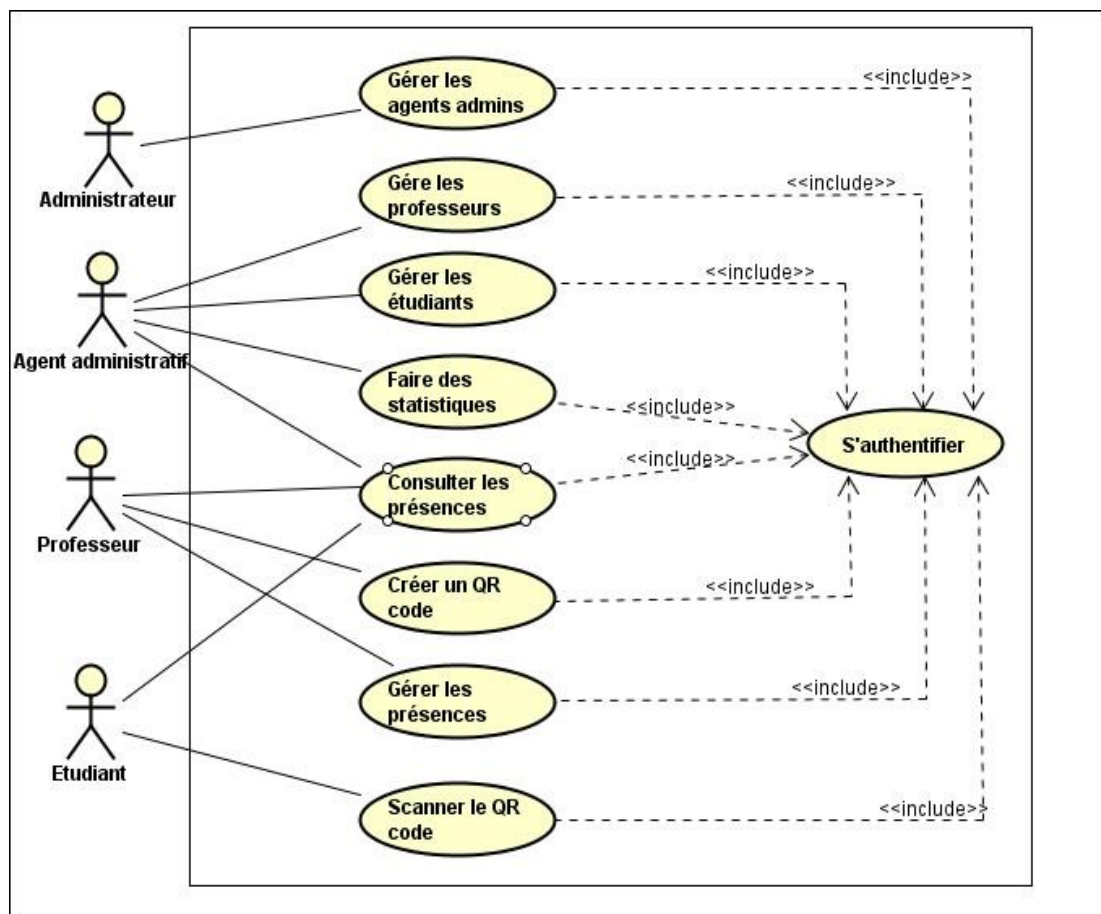 Gérer les
agents admins
<<include>>
Administrateur
Gére les
professeurs
<<include>>
Gérer les
étudiants
<<include>>
Agent administratif
Faire des
statistiques
<<include>>
S'authentifier
Consulter les
présences
<<include>>
Professeur
Créer un QR
code
<<include>>
Gérer les
présences
<<include>>
Etudiant
Scanner le QR
code
<<include>>